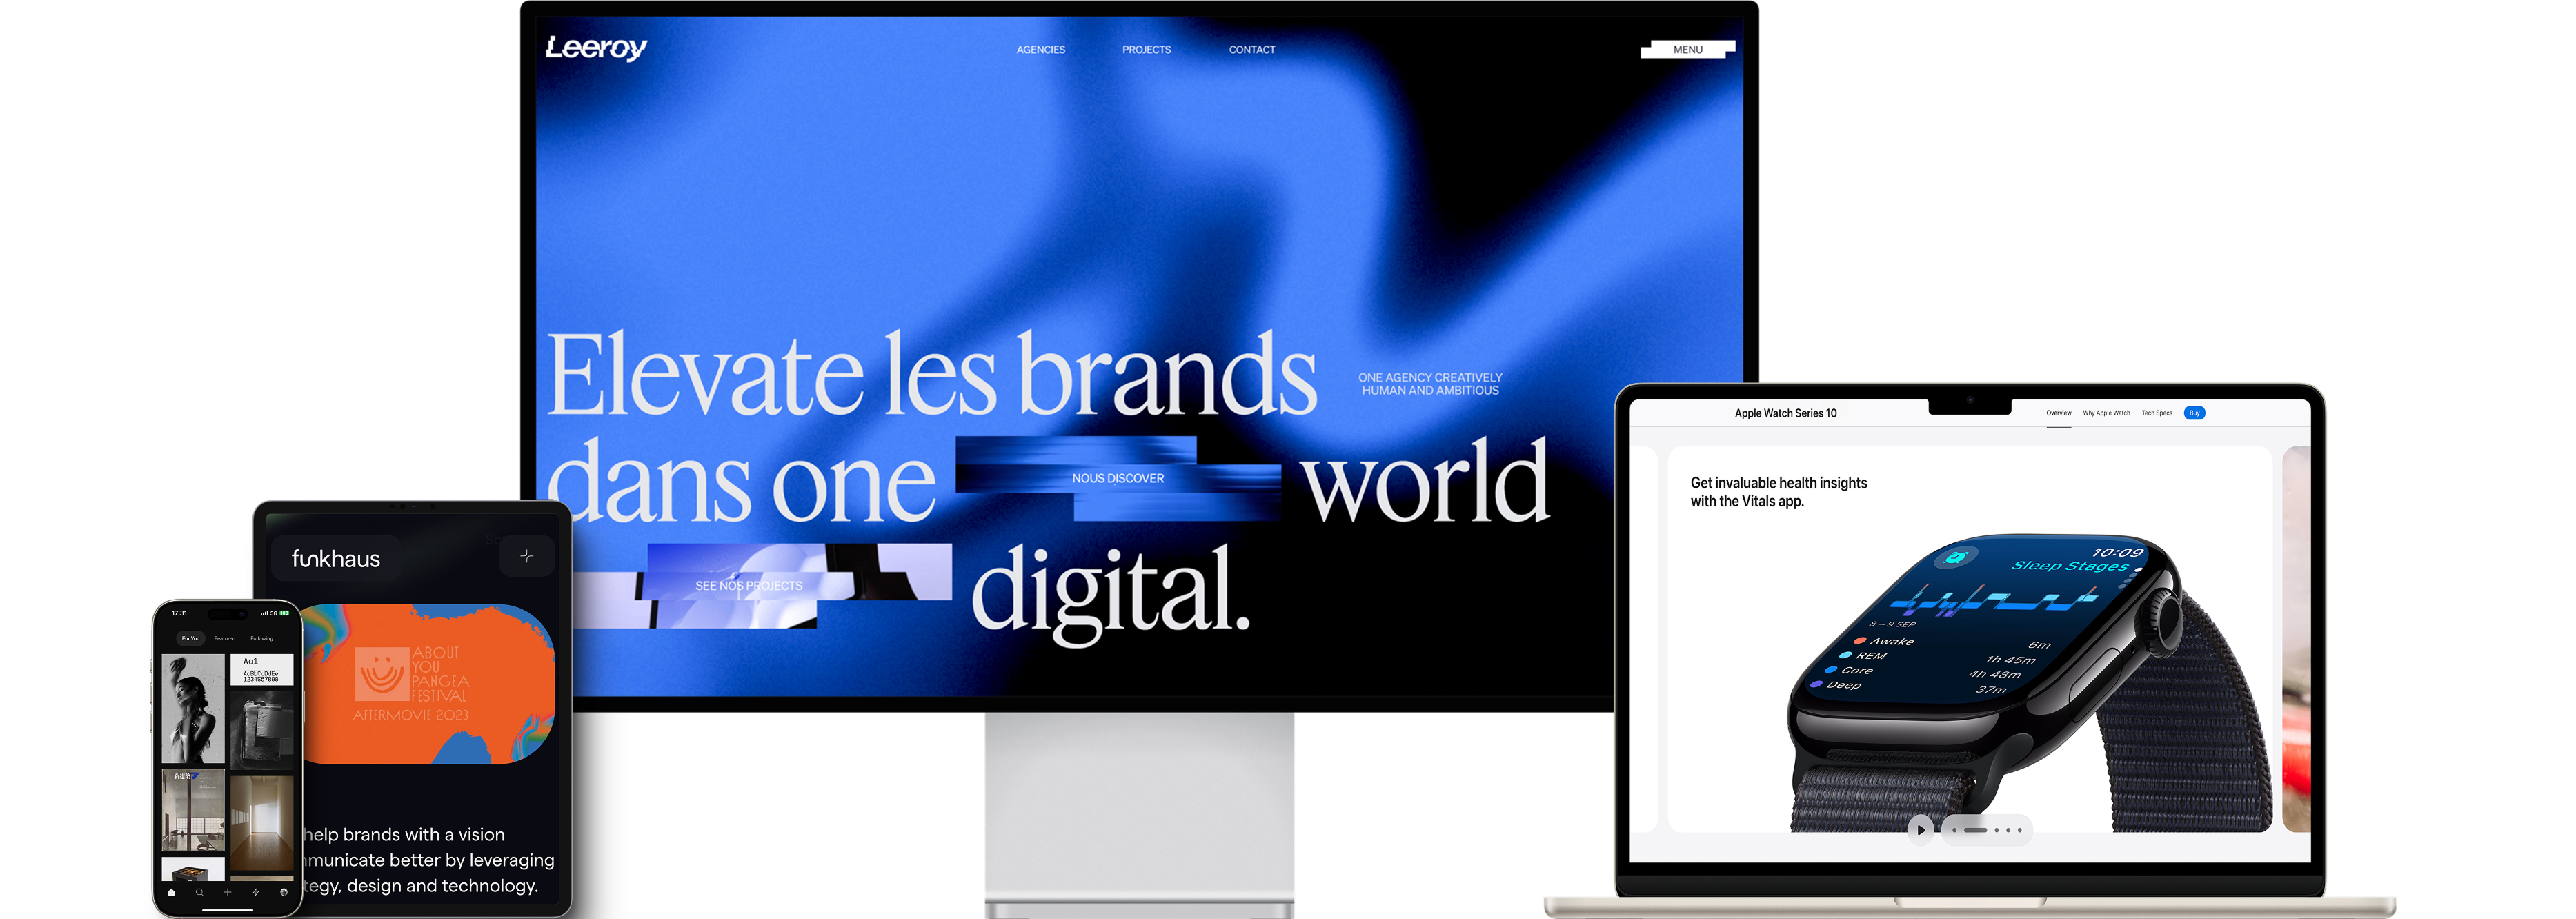 Leeroy
AGENCIES
PROJECTS
CONTACT
MENU
Elevate les brands
ONE AGENCY CREATIVELY
HUMAN AND AMBITIOUS
dans one
NOUS DISCOVER
world
SEE NOS PROJECTS
digital.
funkhaus
ABOUT
YOU
PANGEA
FESTIVAL
AFTERMOVIE 2023
help brands with a vision
mmunicate better by leveraging
tegy, design and technology.
17:31
5G
For You
Featured
Following
Aa1
AaBbCcDdEe
1234567890
Apple Watch Series 10
Overview
Why Apple Watch
Tech Specs
Buy
Get invaluable health insights
with the Vitals app.
10:09
Sleep Stages
8–9 SEP
Awake 6m
REM 1h 45m
Core 4h 48m
Deep 37m